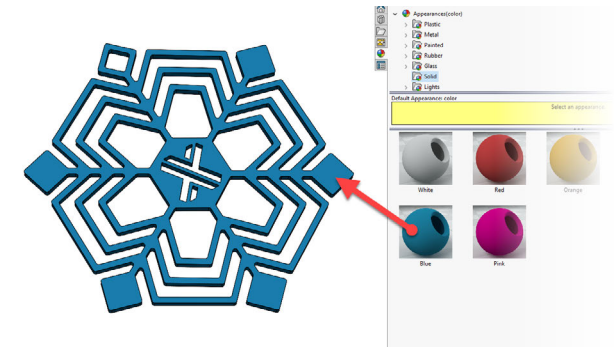 Appearances(color)
Plastic
Metal
Painted
Rubber
Glass
Solid
Lights
Default Appearance: color
Select an appearance
White
Red
Orange
Blue
Pink